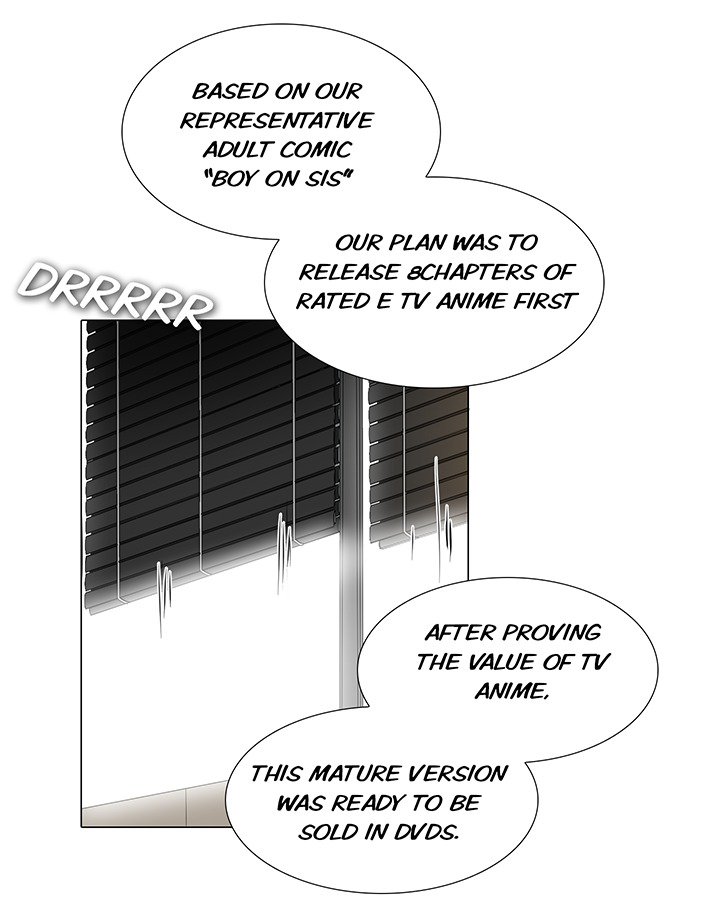 BASED ON OUR
REPRESENTATIVE
ADULT COMIC
"BOY ON SIS"
OUR PLAN WAS TO
RELEASE 8CHAPTERS OF
RATED E TV ANIME FIRST
DRRRRR
AFTER PROVING
THE VALUE OF TV
ANIME,
THIS MATURE VERSION
WAS READY TO BE
SOLD IN DVDS.